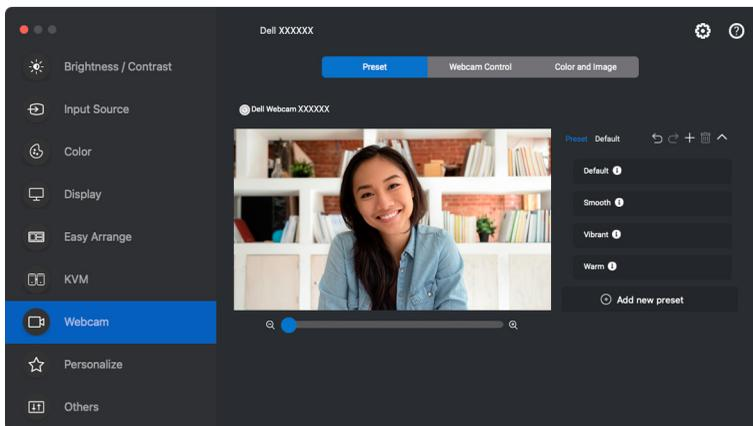 Dell XXXXXX
Brightness / Contrast
Input Source
Color
Display
Easy Arrange
KVM
Webcam
Personalize
Others
Preset
Webcam Control
Color and Image
Dell Webcam XXXXXX
Preset Default
Default
Smooth
Vibrant
Warm
Add new preset